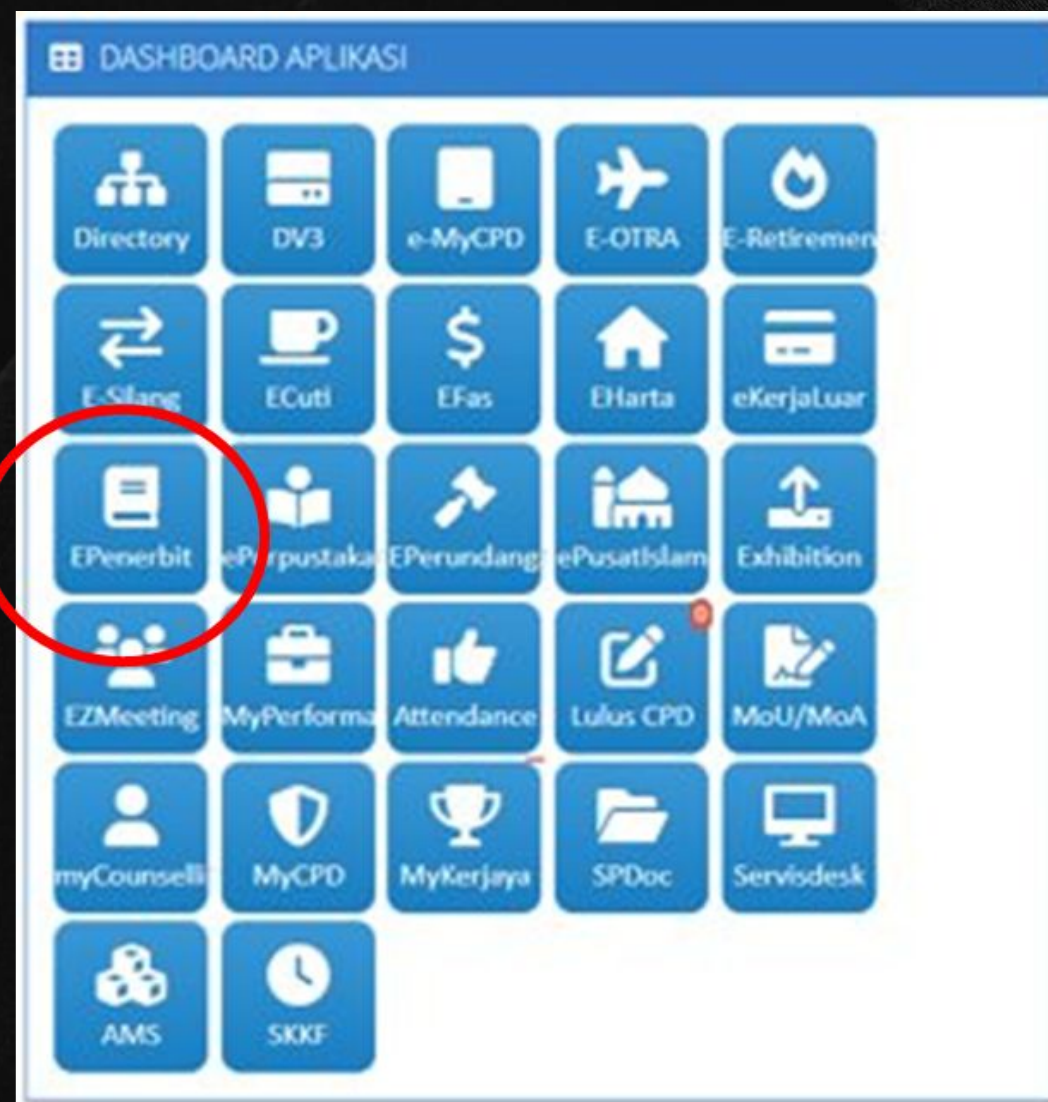 DASHBOARD APLIKASI
Directory DV3 e-MyCPD E-OTRA E-Retiremen
E-Silang ECuti EFas EHarta eKerjaLuar
EPenerbit ePerpustaka EPerundang ePusatIslam Exhibition
EZMeeting MyPerforma Attendance Lulus CPD MoU/MoA
myCounselli MyCPD MyKerjaya SPDoc Servisdesk
AMS SKKF